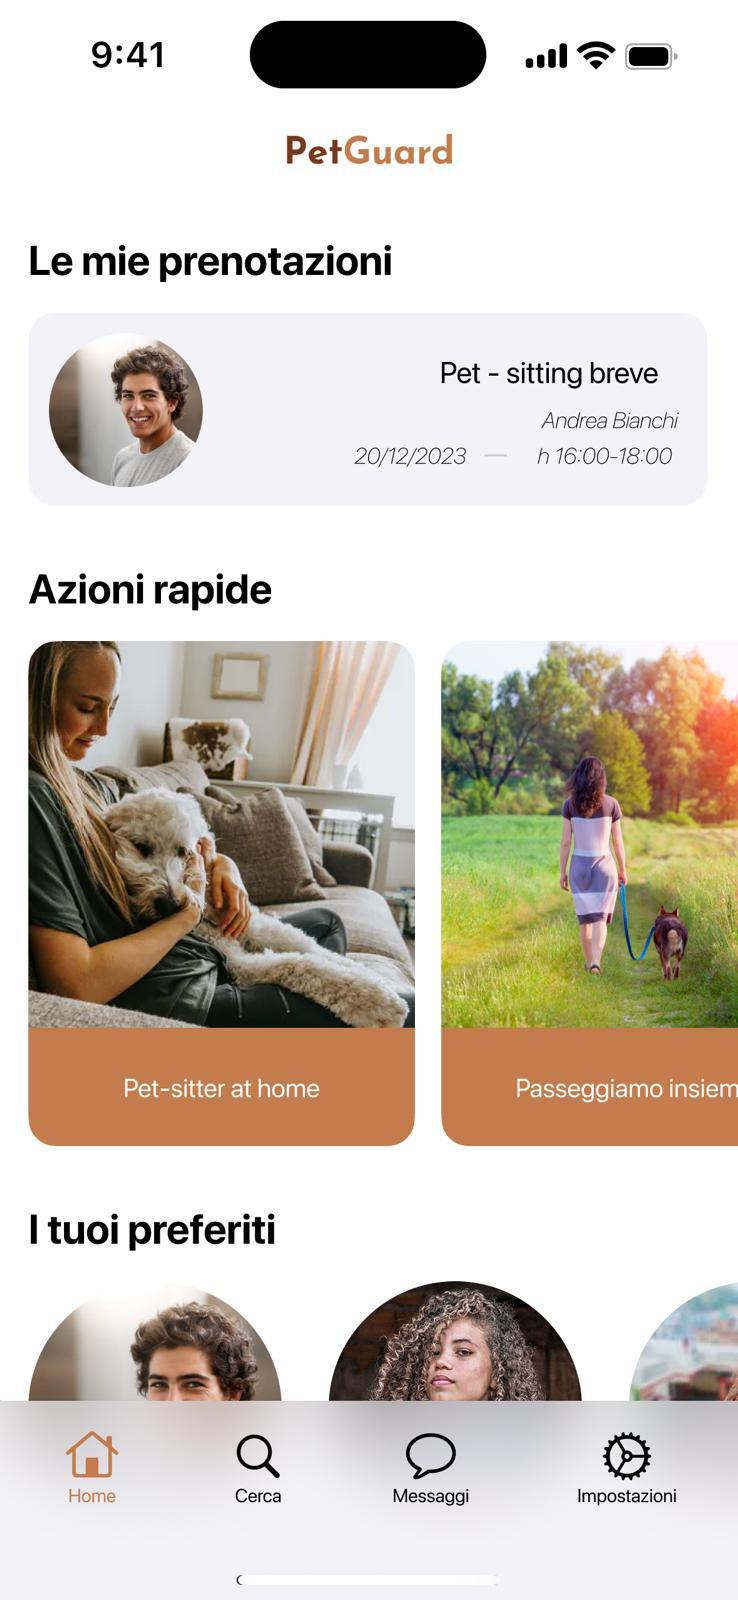 9:41
PetGuard
Le mie prenotazioni
Pet - sitting breve
Andrea Bianchi
20/12/2023 — h 16:00-18:00
Azioni rapide
Pet-sitter at home
Passeggiamo insiem
I tuoi preferiti
Home
Cerca
Messaggi
Impostazioni